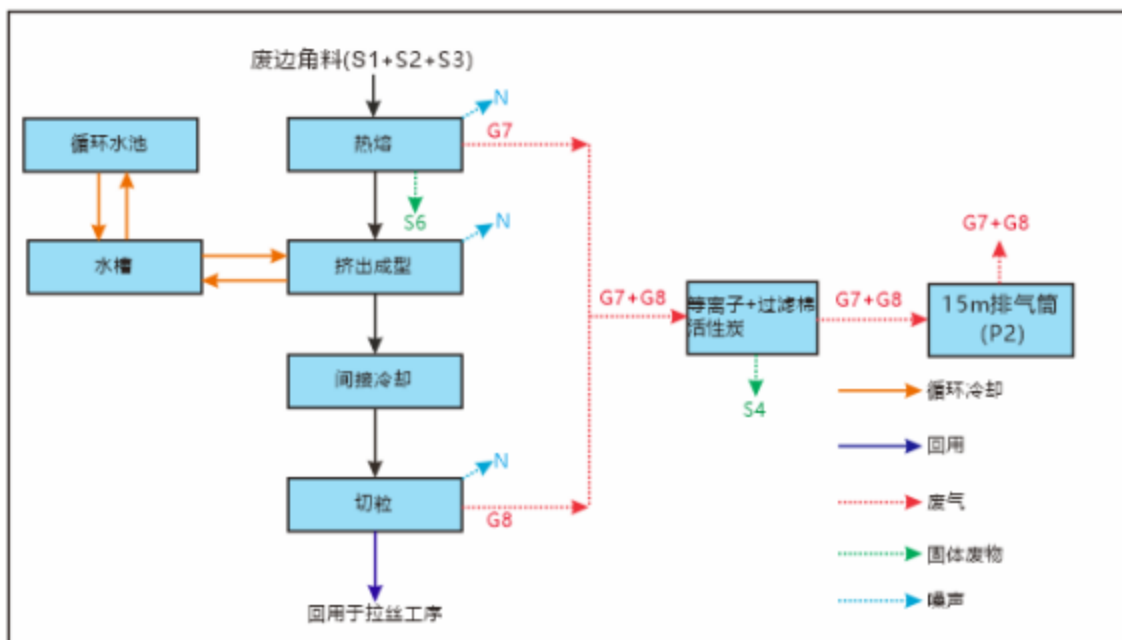 废边角料(S1+S2+S3)
N
循环水池
热熔
G7
S6
N
G7+G8
水槽
挤出成型
G7+G8
等离子+过滤棉
活性炭
G7+G8
15m排气筒
(P2)
间接冷却
循环冷却
S4
回用
N
切粒
G8
废气
固体废物
噪声
回用于拉丝工序